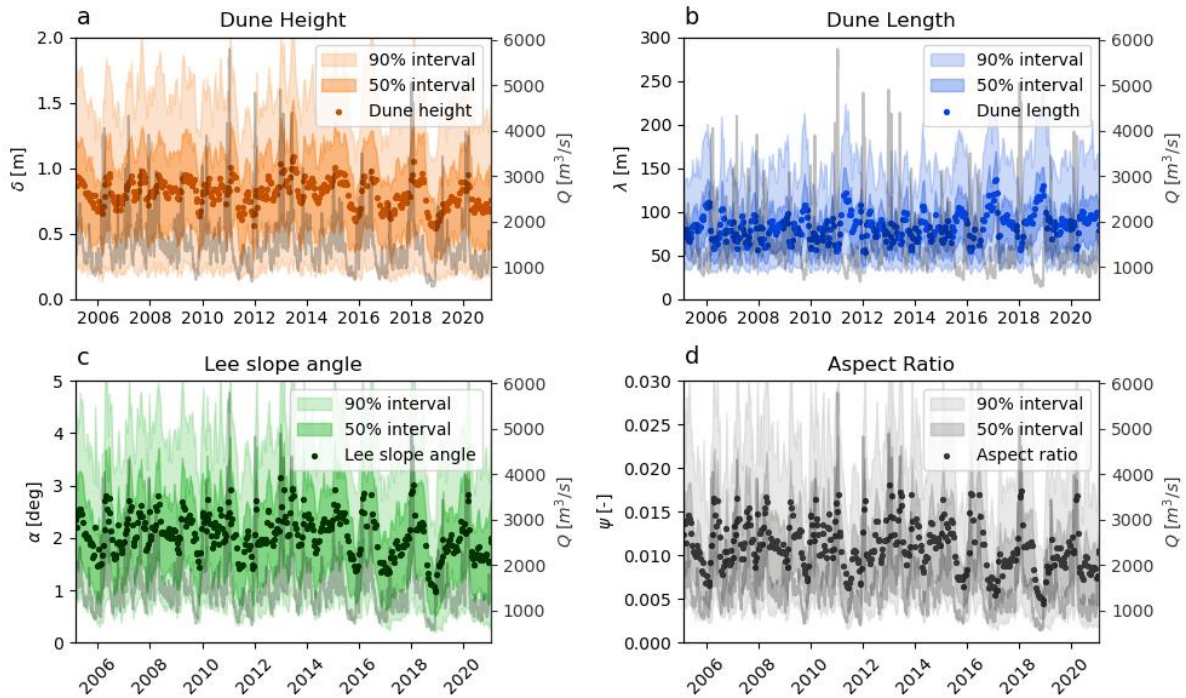 a
Dune Height
2.0
1.5
1.0
0.5
0.0
δ [m]
90% interval
50% interval
Dune height
6000
5000
4000
3000
2000
1000
Q [m³/s]
2006 2008 2010 2012 2014 2016 2018 2020
b
Dune Length
300
250
200
150
100
50
0
λ [m]
90% interval
50% interval
Dune length
6000
5000
4000
3000
2000
1000
Q [m³/s]
2006 2008 2010 2012 2014 2016 2018 2020
c
Lee slope angle
5
4
3
2
1
0
α [deg]
90% interval
50% interval
Lee slope angle
6000
5000
4000
3000
2000
1000
Q [m³/s]
2006 2008 2010 2012 2014 2016 2018 2020
d
Aspect Ratio
0.030
0.025
0.020
0.015
0.010
0.005
0.000
ψ [-]
90% interval
50% interval
Aspect ratio
6000
5000
4000
3000
2000
1000
Q [m³/s]
2006 2008 2010 2012 2014 2016 2018 2020